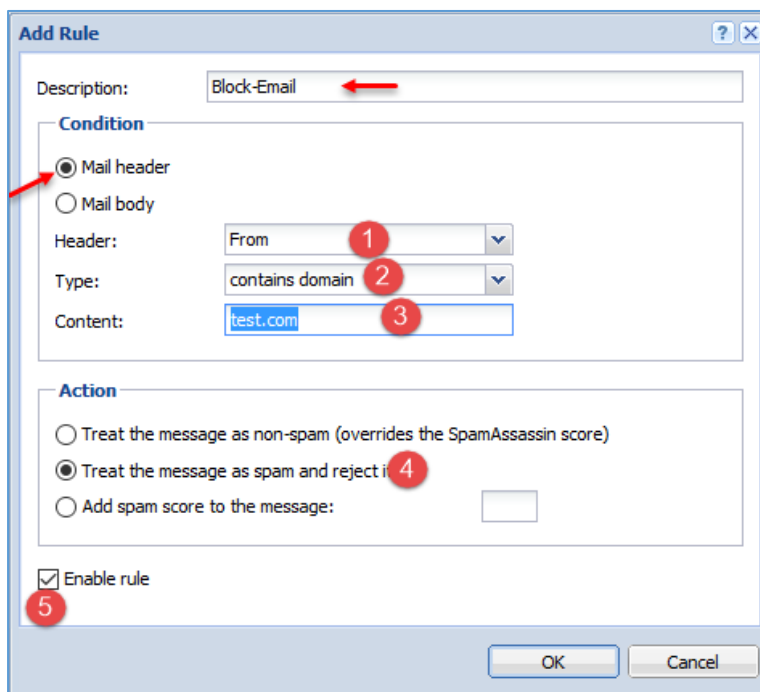 Add Rule
?
Description: Block-Email
Condition
Mail header
Mail body
Header: From 1
Type: contains domain 2
Content: test.com 3
Action
Treat the message as non-spam (overrides the SpamAssassin score)
Treat the message as spam and reject i 4
Add spam score to the message:
Enable rule
5
OK Cancel